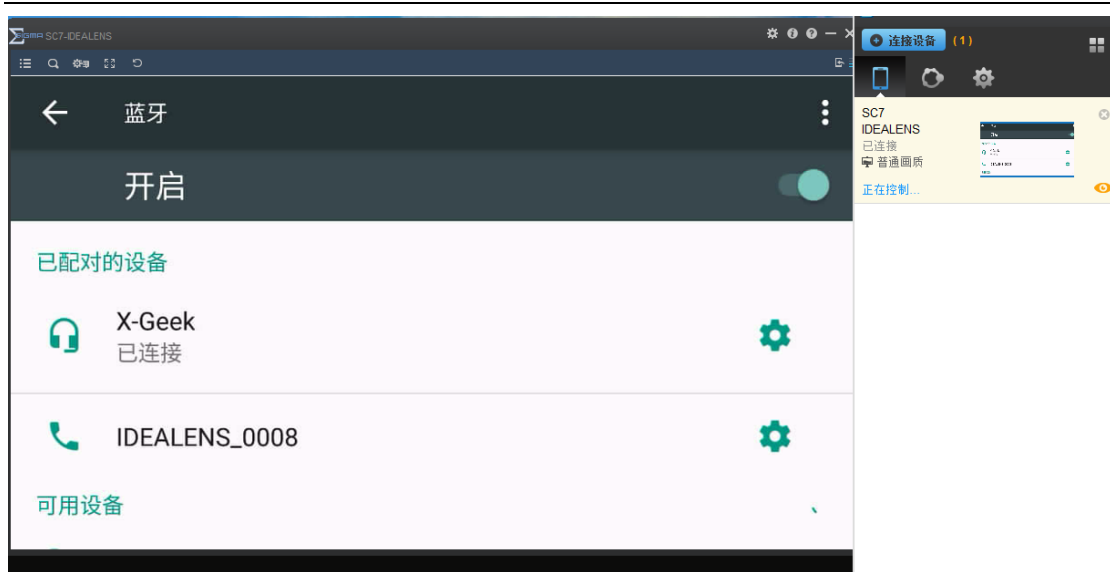 SIGMA SC7-IDEALENS
蓝牙
开启
已配对的设备
X-Geek
已连接
IDEALENS_0008
可用设备
连接设备 (1)
SC7
IDEALENS
已连接
普通画质
正在控制...